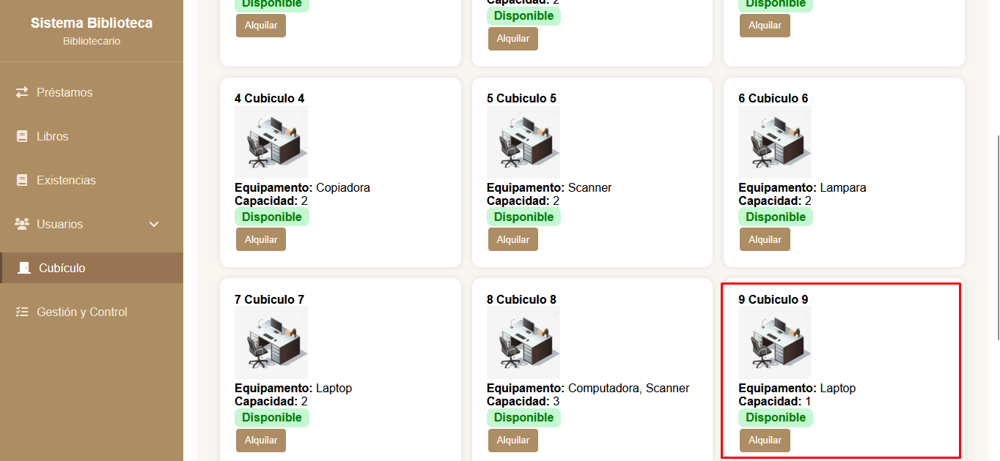 Sistema Biblioteca
Bibliotecario
Préstamos
Libros
Existencias
Usuarios
Cubículo
Gestión y Control
Disponible
Alquilar
Capacidad: 2
Disponible
Alquilar
Disponible
Alquilar
4 Cubiculo 4
Equipamento: Copiadora
Capacidad: 2
Disponible
Alquilar
5 Cubiculo 5
Equipamento: Scanner
Capacidad: 2
Disponible
Alquilar
6 Cubiculo 6
Equipamento: Lampara
Capacidad: 2
Disponible
Alquilar
7 Cubiculo 7
Equipamento: Laptop
Capacidad: 2
Disponible
Alquilar
8 Cubiculo 8
Equipamento: Computadora, Scanner
Capacidad: 3
Disponible
Alquilar
9 Cubiculo 9
Equipamento: Laptop
Capacidad: 1
Disponible
Alquilar